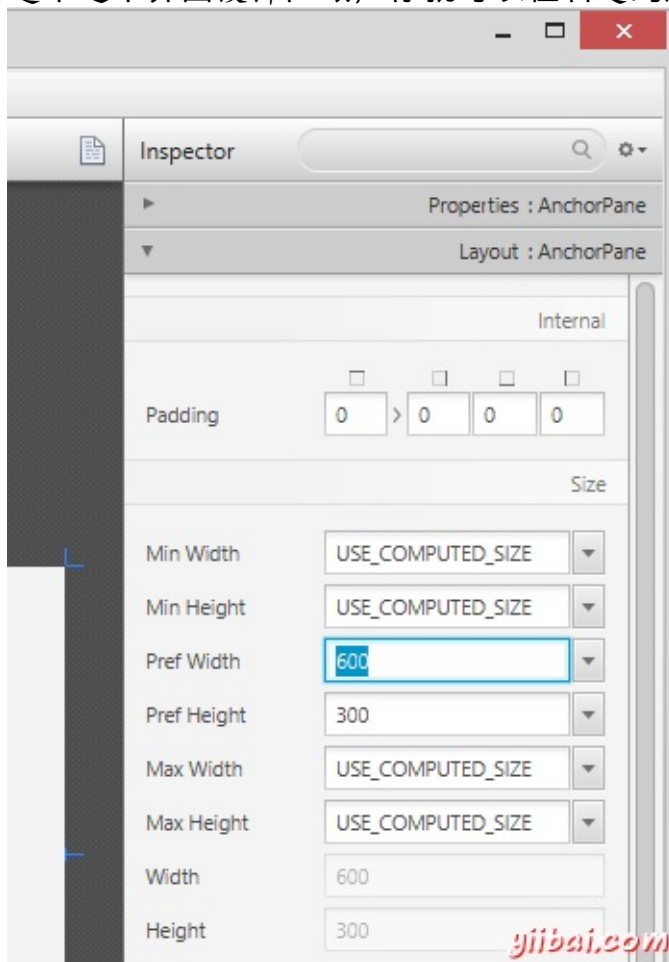 Inspector
Properties : AnchorPane
Layout : AnchorPane
Internal
Padding 0 > 0 0 0
Size
Min Width USE_COMPUTED_SIZE
Min Height USE_COMPUTED_SIZE
Pref Width 600
Pref Height 300
Max Width USE_COMPUTED_SIZE
Max Height USE_COMPUTED_SIZE
Width 600
Height 300
yiibai.com